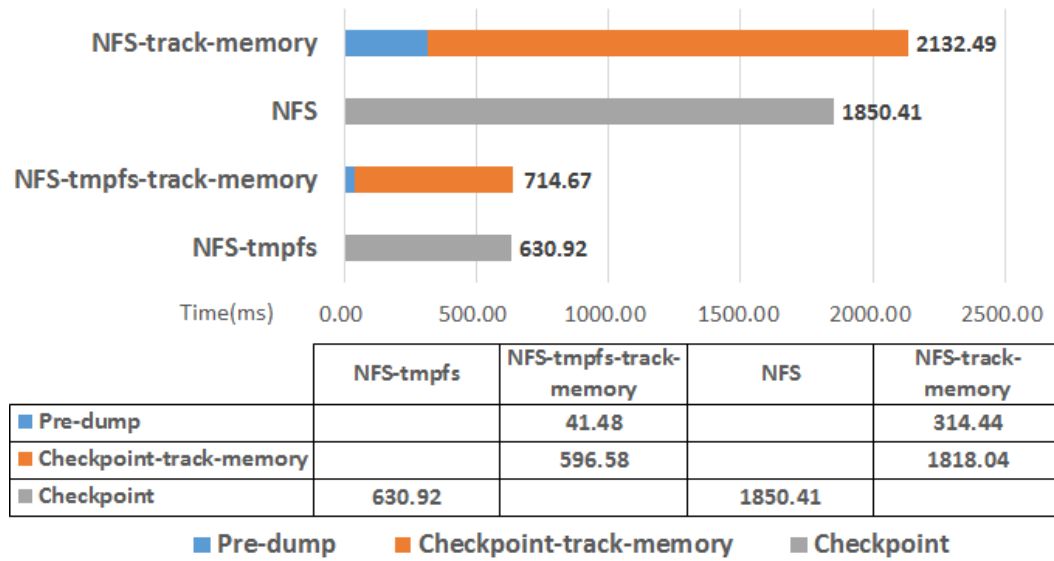 NFS-track-memory 2132.49
NFS 1850.41
NFS-tmpfs-track-memory 714.67
NFS-tmpfs 630.92
Time(ms) 0.00 500.00 1000.00 1500.00 2000.00 2500.00
NFS-tmpfs NFS-tmpfs-track-memory NFS NFS-track-memory
Pre-dump 41.48 314.44
Checkpoint-track-memory 596.58 1818.04
Checkpoint 630.92 1850.41
Pre-dump Checkpoint-track-memory Checkpoint